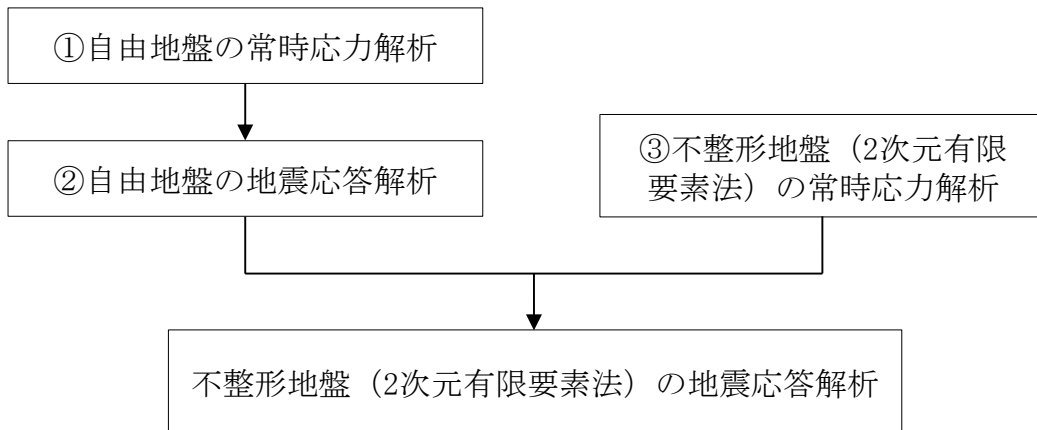 ①自由地盤の常時応力解析
②自由地盤の地震応答解析
③不整形地盤（2次元有限
要素法）の常時応力解析
不整形地盤（2次元有限要素法）の地震応答解析